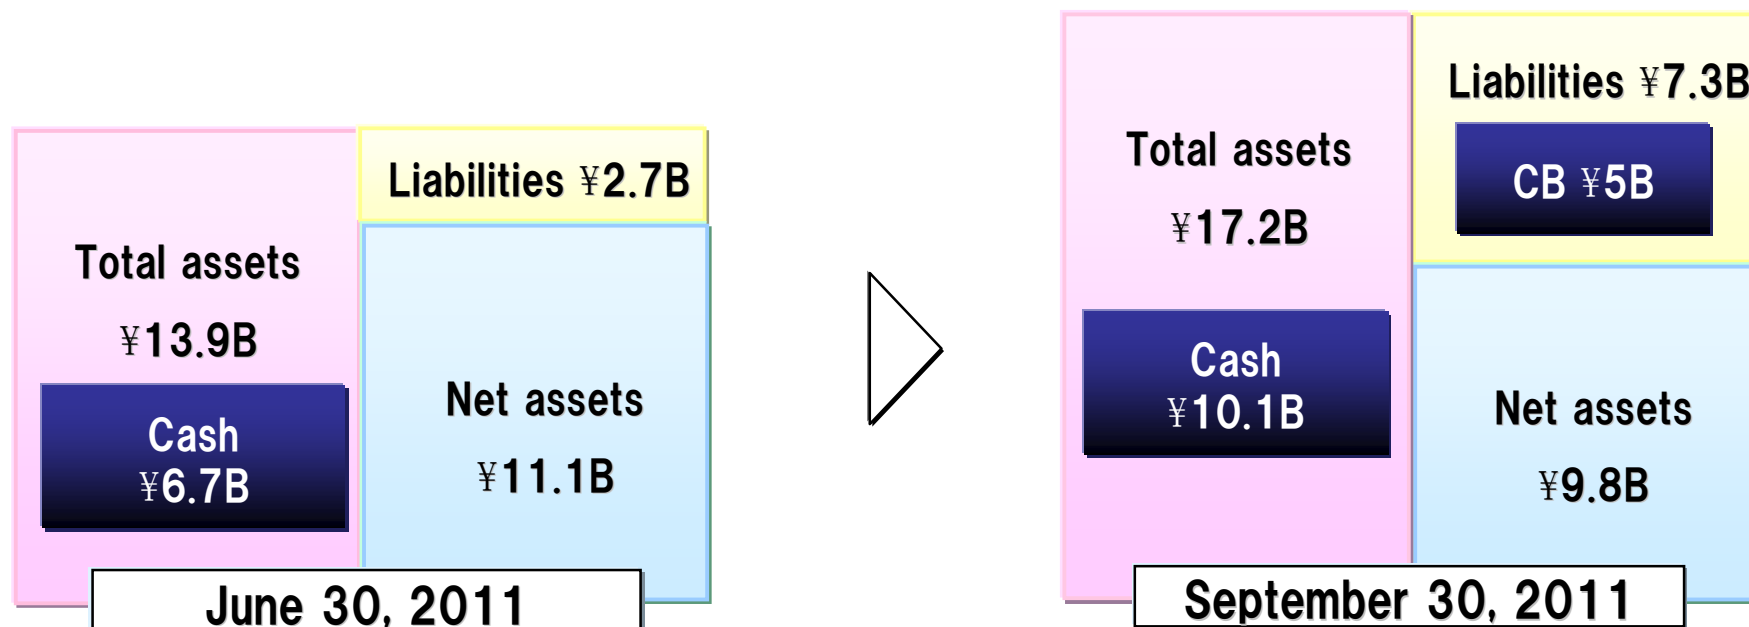 Total assets
¥13.9B
Cash
¥6.7B
Liabilities ¥2.7B
Net assets
¥11.1B
June 30, 2011
Total assets
¥17.2B
Cash
¥10.1B
Liabilities ¥7.3B
CB ¥5B
Net assets
¥9.8B
September 30, 2011